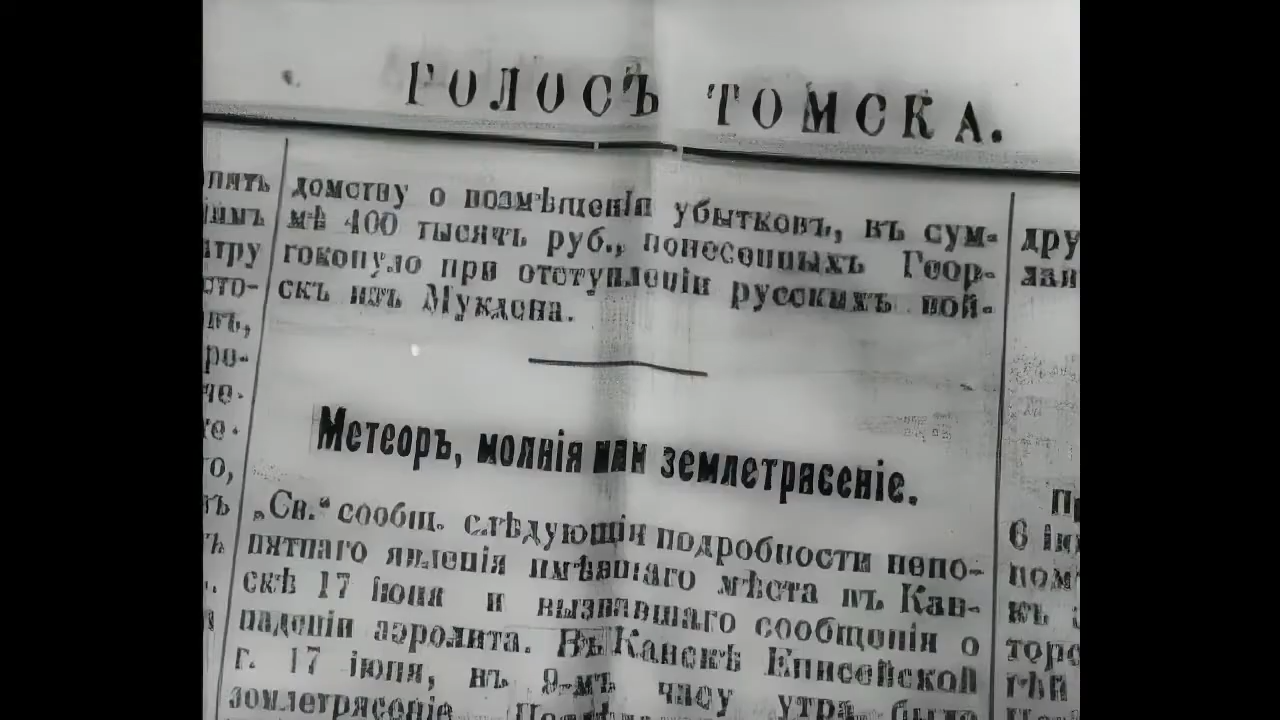 ГОЛОСЪ ТОМСКА.
домству о возмѣщеніи убытковъ, въ сум-
мѣ 400 тысячъ руб., понесенныхъ Геор-
гокопуло при отступленіи русскихъ вой-
скъ изъ Мукдена.
Метеоръ, молнія или землетрясеніе.
„Св.“ сообщ. слѣдующія подробности непо-
нятнаго явленія имѣвшаго мѣста въ Кан-
скѣ 17 іюня и вызвавшаго сообщенія о
паденіи аэролита. Въ Канскѣ Енисейской
г. 17 іюня, въ 9-мъ часу утра было
землетрясеніе.